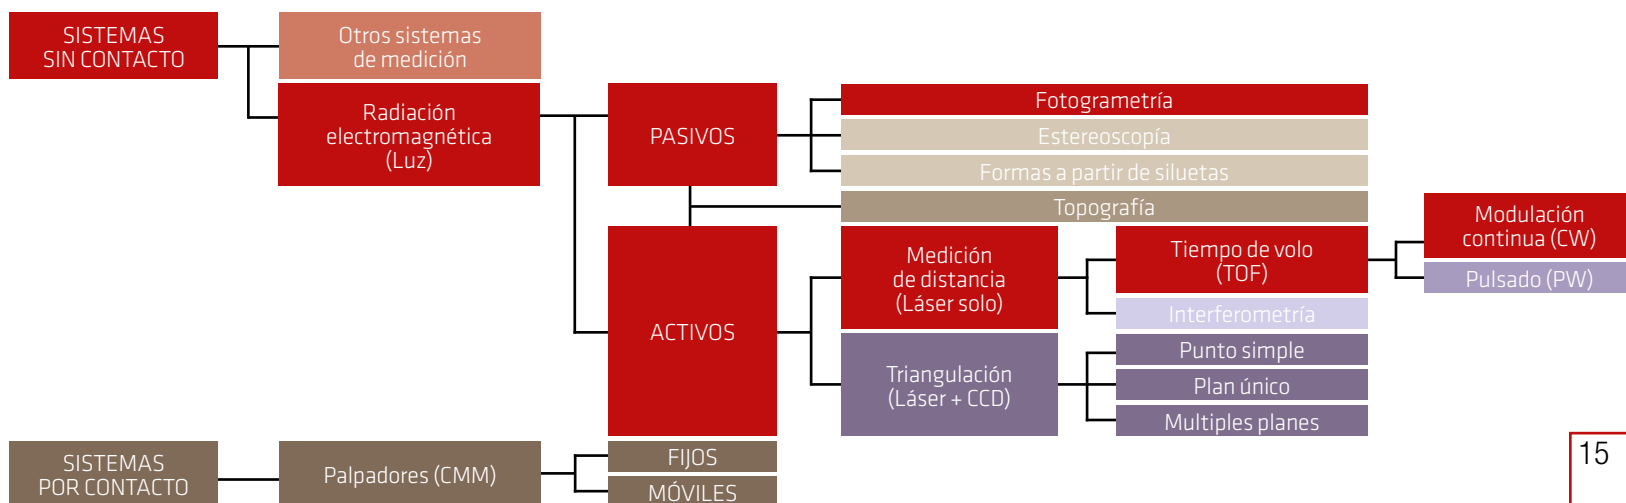 SISTEMAS
SIN CONTACTO
Otros sistemas
de medición
Radiación
electromagnética
(Luz)
PASIVOS
Fotogrametría
Estereoscopía
Formas a partir de siluetas
Topografía
ACTIVOS
Medición
de distancia
(Láser solo)
Tiempo de volo
(TOF)
Modulación
continua (CW)
Pulsado (PW)
Interferometría
Triangulación
(Láser + CCD)
Punto simple
Plan único
Multiples planes
SISTEMAS
POR CONTACTO
Palpadores (CMM)
FIJOS
MÓVILES
15